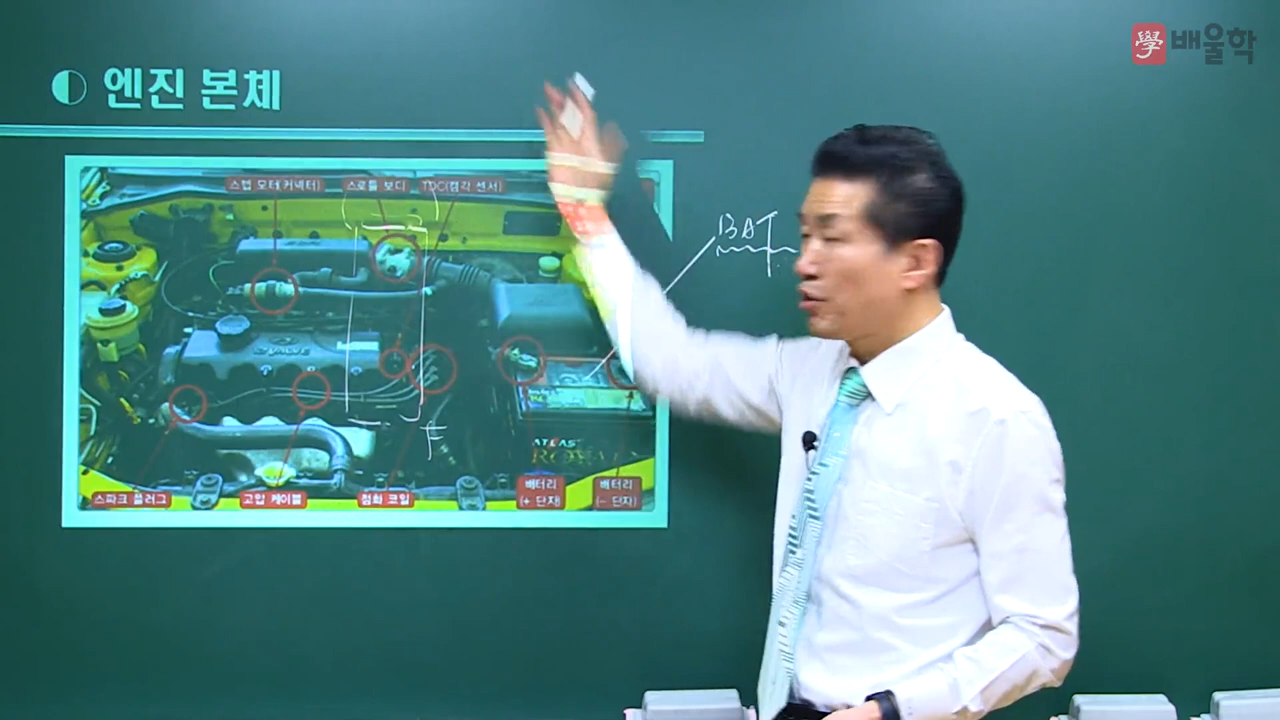 學 배울학
엔진 본체
스텝 모터(커넥터) 스로틀 보디 TDC(캠각 센서)
BAT
F
ATLAS
스파크 플러그 고압 케이블 점화 코일 배터리 (+ 단자) 배터리 (- 단자)